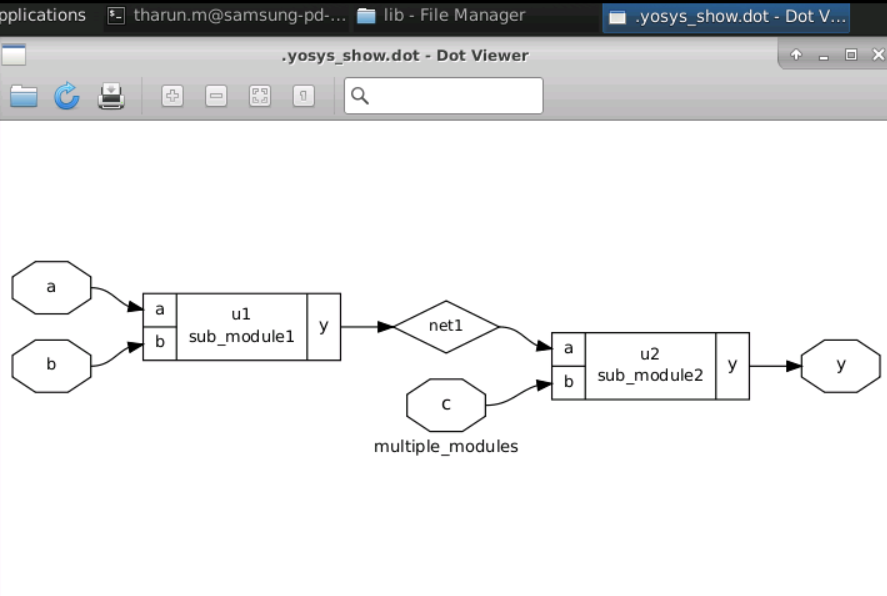 pplications
tharun.m@samsung-pd-...
lib - File Manager
.yosys_show.dot - Dot V...
.yosys_show.dot - Dot Viewer
a
b
a
b
u1
sub_module1
y
net1
c
a
b
u2
sub_module2
y
y
multiple_modules